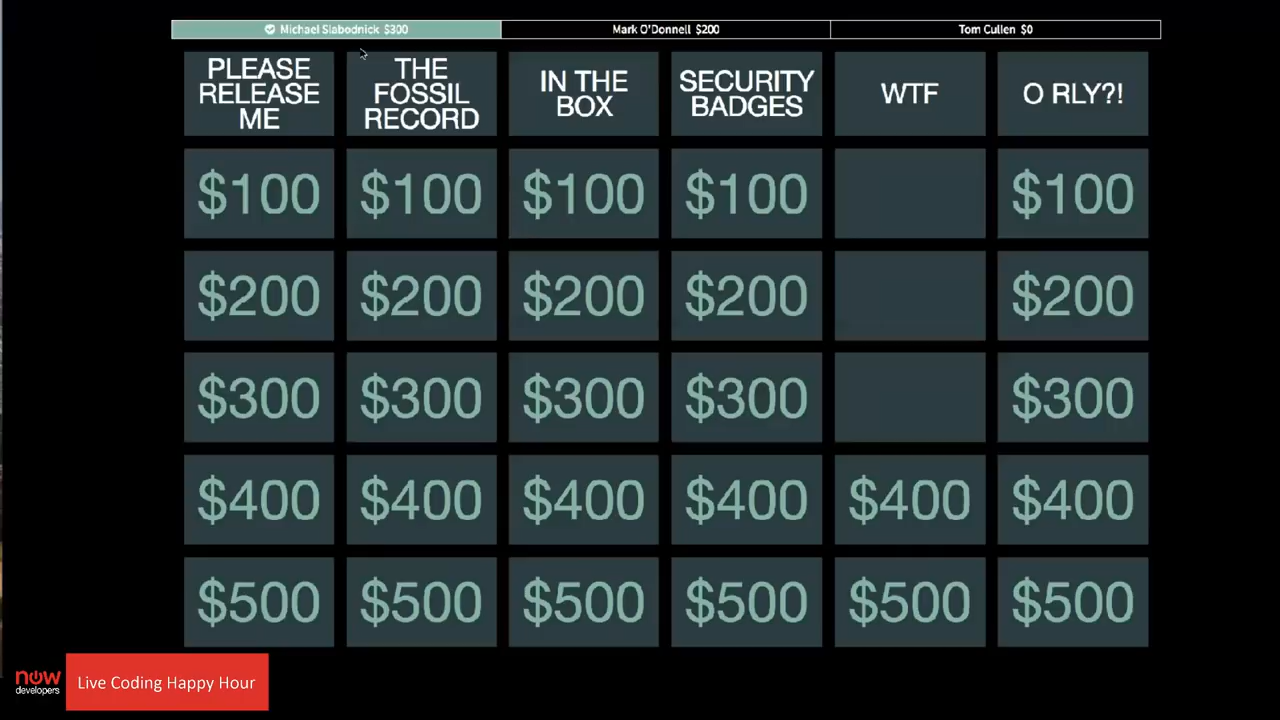 Michael Slabodnick $300
Mark O'Donnell $200
Tom Cullen $0
PLEASE
RELEASE
ME
THE
FOSSIL
RECORD
IN THE
BOX
SECURITY
BADGES
WTF
O RLY?!
$100 $100 $100 $100 $100
$200 $200 $200 $200 $200
$300 $300 $300 $300 $300
$400 $400 $400 $400 $400 $400
$500 $500 $500 $500 $500 $500
now
developers
Live Coding Happy Hour